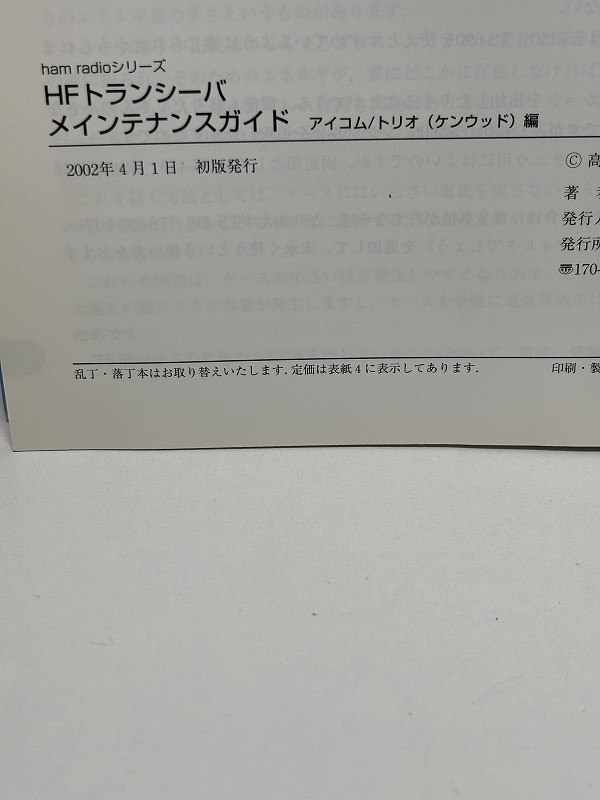 ham radioシリーズ
HFトランシーバ
メインテナンスガイド アイコム/トリオ（ケンウッド）編
2002年4月1日 初版発行
© 高
著
発行人
発行所
〠170-
乱丁・落丁本はお取り替えいたします.定価は表紙4に表示してあります.
印刷・製